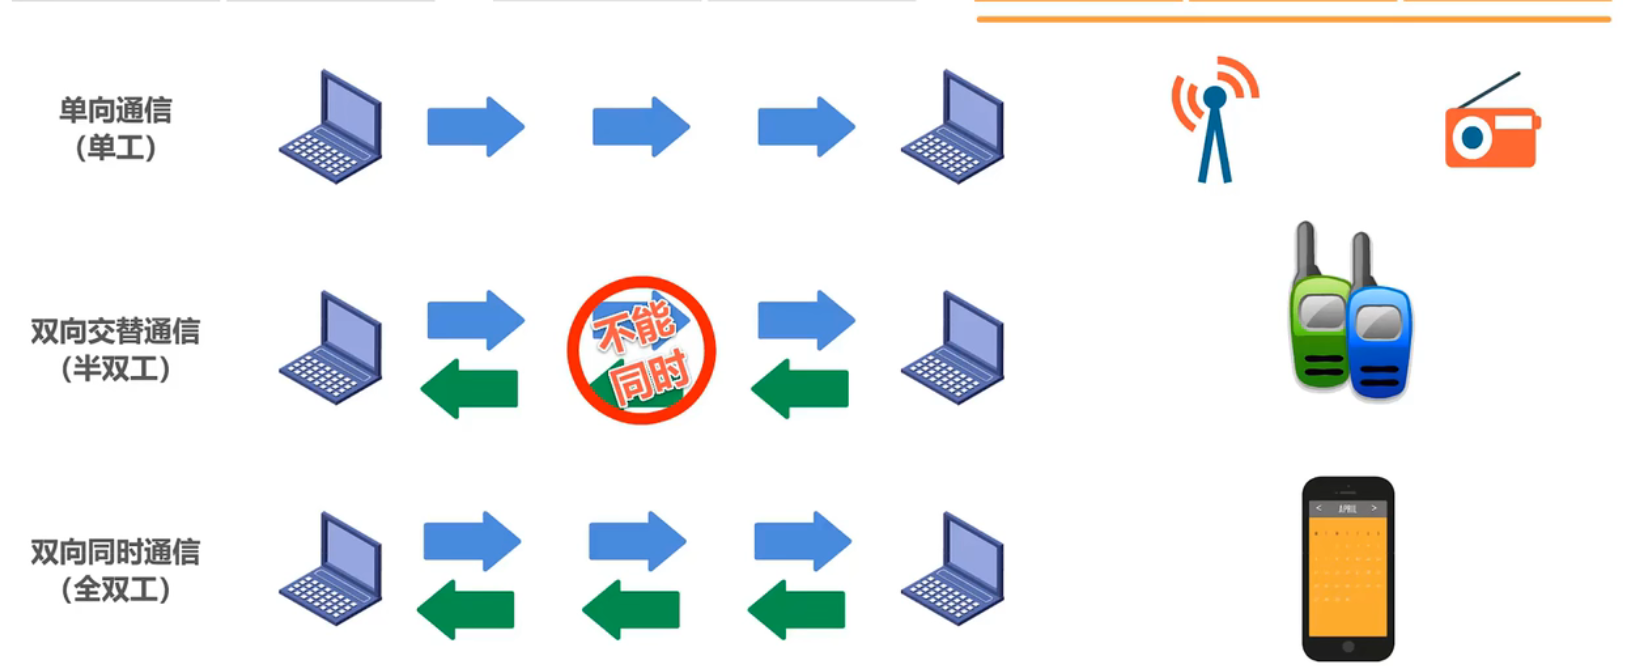 单向通信
（单工）
双向交替通信
（半双工）
不能
同时
双向同时通信
（全双工）
< APRIL >